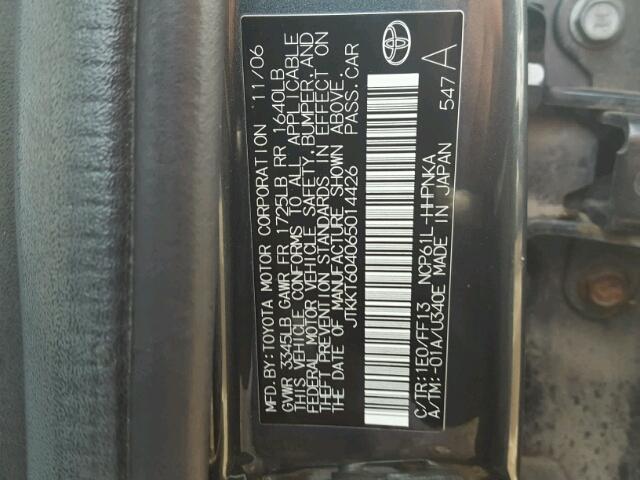 MFD.BY:TOYOTA MOTOR CORPORATION 11/06
GVWR 3345LB GAWR FR 1725LB RR 1640LB
THIS VEHICLE CONFORMS TO ALL APPLICABLE
FEDERAL MOTOR VEHICLE SAFETY, BUMPER, AND
THEFT PREVENTION STANDARDS IN EFFECT ON
THE DATE OF MANUFACTURE SHOWN ABOVE.
JTKKT604065014426 PASS.CAR
C/TR:1E0/FF13 NCP61L-HHPNKA
A/TM:-01A/U340E MADE IN JAPAN 547 A